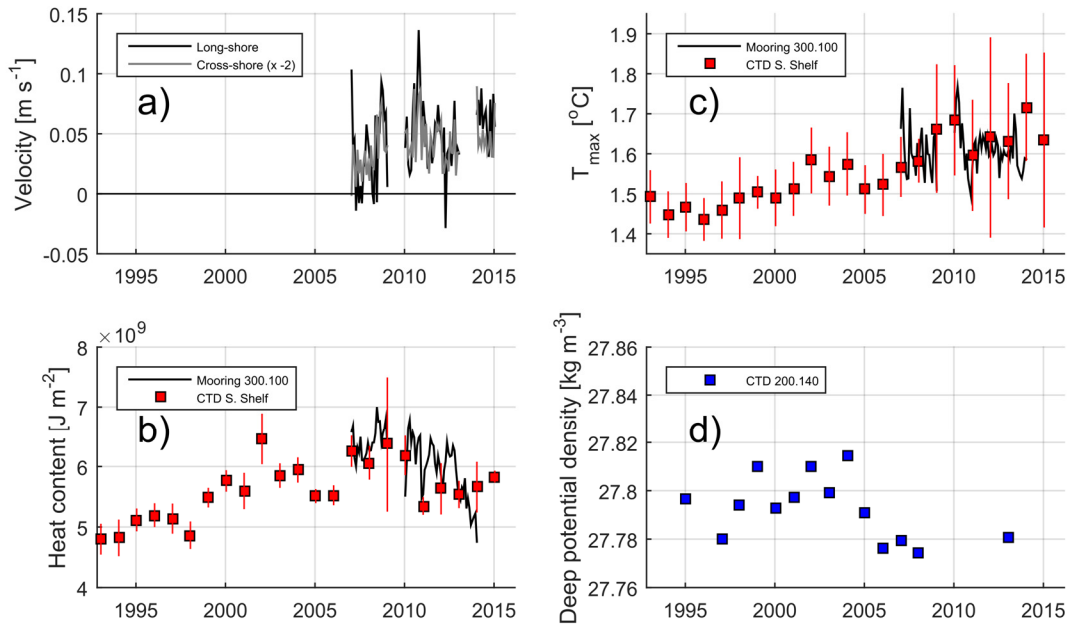 0.15
0.1
0.05
0
-0.05
Velocity [m s-1]
Long-shore
Cross-shore (x -2)
a)
1995 2000 2005 2010 2015
1.9
1.8
1.7
1.6
1.5
1.4
Tmax [oC]
Mooring 300.100
CTD S. Shelf
c)
1995 2000 2005 2010 2015
× 10^9
8
7
6
5
4
Heat content [J m-2]
Mooring 300.100
CTD S. Shelf
b)
1995 2000 2005 2010 2015
27.86
27.84
27.82
27.8
27.78
27.76
Deep potential density [kg m-3]
CTD 200.140
d)
1995 2000 2005 2010 2015